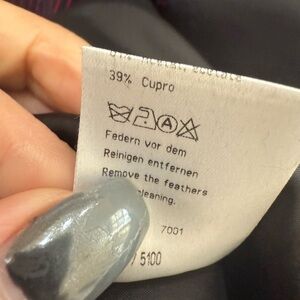 39% Cupro
A
Federn vor dem
Reinigen entfernen
Remove the feathers
cleaning.
7001
/ 5100